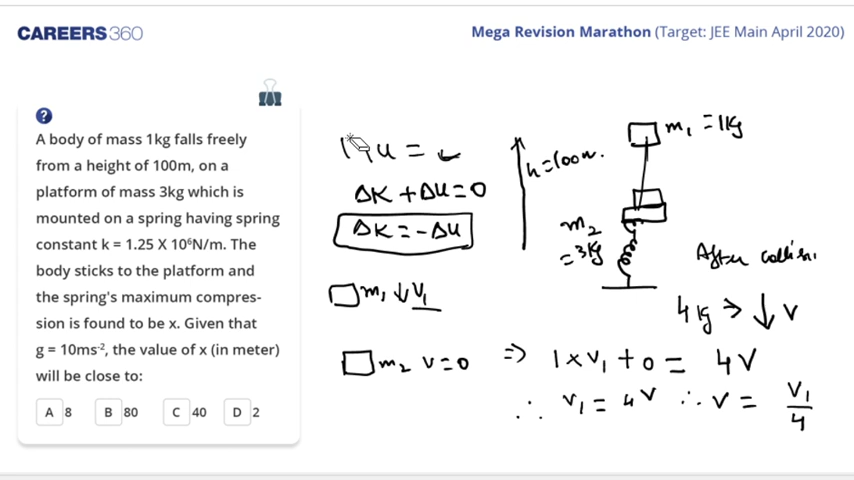 CAREERS360
Mega Revision Marathon (Target: JEE Main April 2020)
?
A body of mass 1kg falls freely
from a height of 100m, on a
platform of mass 3kg which is
mounted on a spring having spring
constant k = 1.25 X 10⁶N/m. The
body sticks to the platform and
the spring's maximum compres-
sion is found to be x. Given that
g = 10ms⁻², the value of x (in meter)
will be close to:
A 8 B 80 C 40 D 2
ΔK + ΔU = 0
ΔK = -ΔU
m₁ ↓ V₁
m₂ V = 0
h = 100m.
m₁ = 1kg
m₂
= 3kg
After collisi.
4kg → ↓ V
⇒ 1 × V₁ + 0 = 4V
∴ V₁ = 4V ∴ V = V₁/4